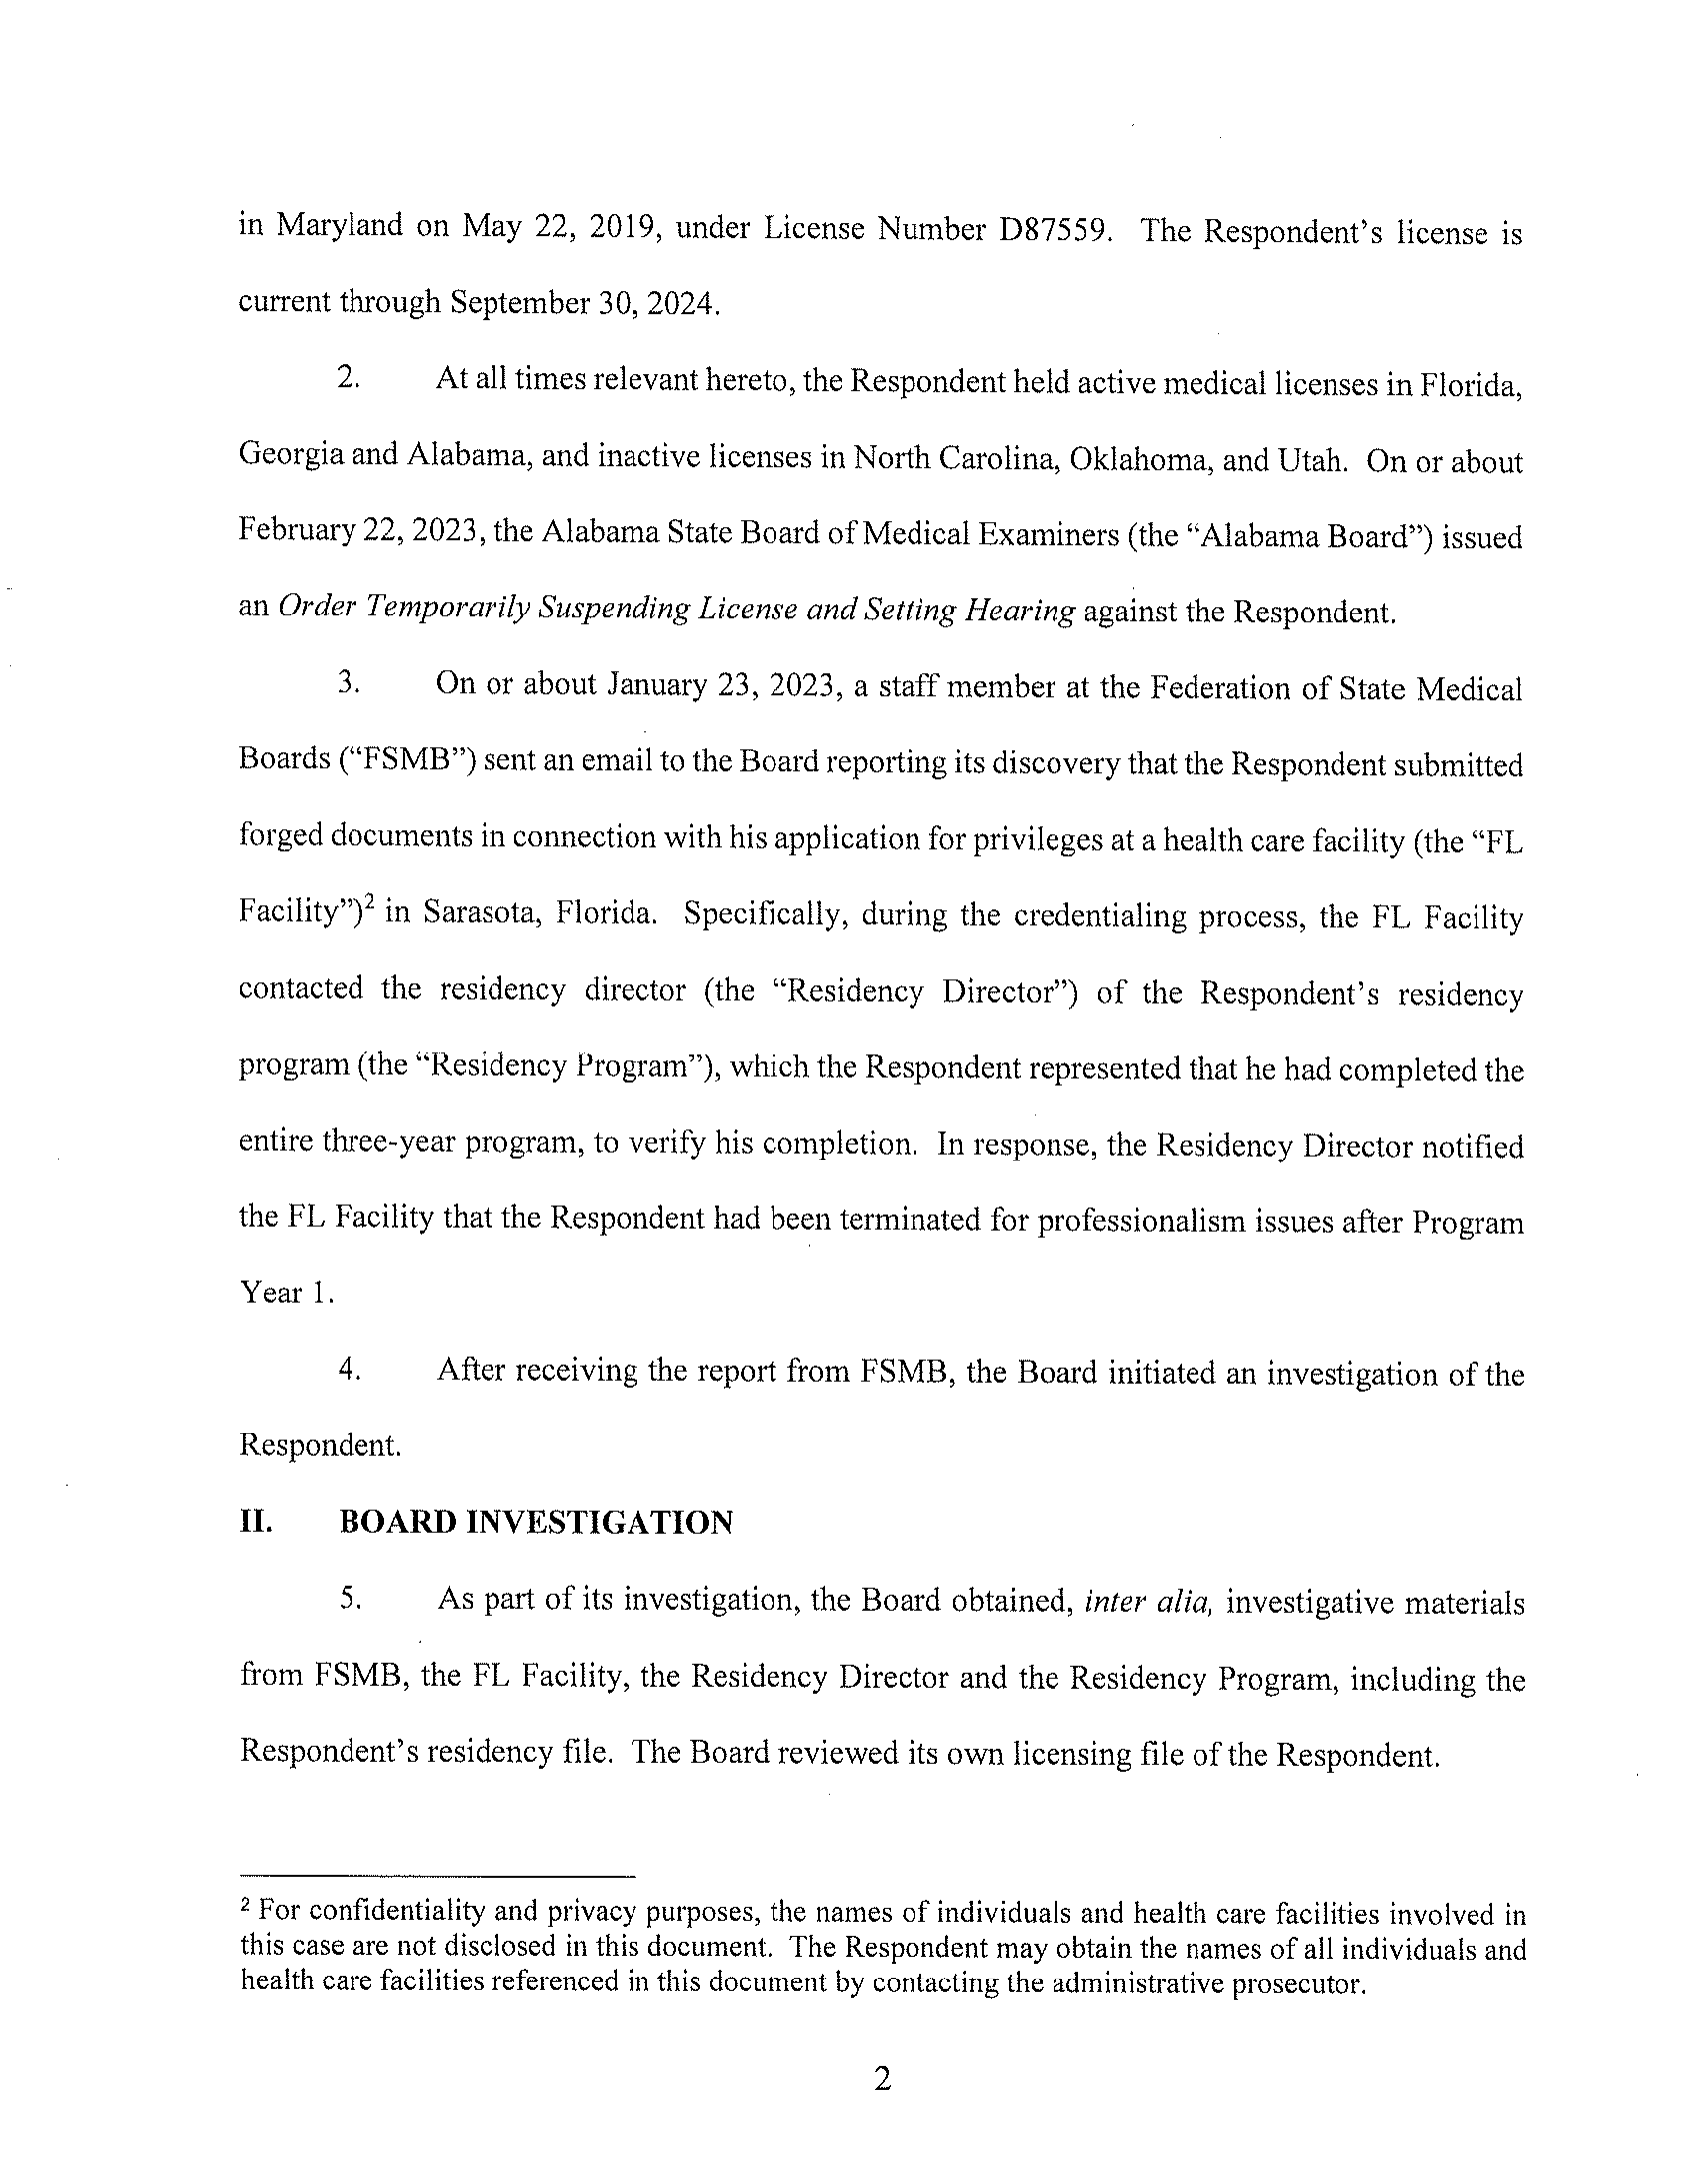 in Maryland on May 22, 2019, under License Number D87559. The Respondent's license is
current through September 30, 2024.
2. At all times relevant hereto, the Respondent held active medical licenses in Florida,
Georgia and Alabama, and inactive licenses in North Carolina, Oklahoma, and Utah. On or about
February 22, 2023, the Alabama State Board of Medical Examiners (the “Alabama Board”) issued
an Order Temporarily Suspending License and Setting Hearing against the Respondent.
3. On or about January 23, 2023, a staff member at the Federation of State Medical
Boards (“FSMB”) sent an email to the Board reporting its discovery that the Respondent submitted
forged documents in connection with his application for privileges at a health care facility (the “FL
Facility”)2 in Sarasota, Florida. Specifically, during the credentialing process, the FL Facility
contacted the residency director (the “Residency Director”) of the Respondent's residency
program (the “Residency Program”), which the Respondent represented that he had completed the
entire three-year program, to verify his completion. In response, the Residency Director notified
the FL Facility that the Respondent had been terminated for professionalism issues after Program
Year 1.
4. After receiving the report from FSMB, the Board initiated an investigation of the
Respondent.
II. BOARD INVESTIGATION
5. As part of its investigation, the Board obtained, inter alia, investigative materials
from FSMB, the FL Facility, the Residency Director and the Residency Program, including the
Respondent's residency file. The Board reviewed its own licensing file of the Respondent.
2 For confidentiality and privacy purposes, the names of individuals and health care facilities involved in
this case are not disclosed in this document. The Respondent may obtain the names of all individuals and
health care facilities referenced in this document by contacting the administrative prosecutor.
2